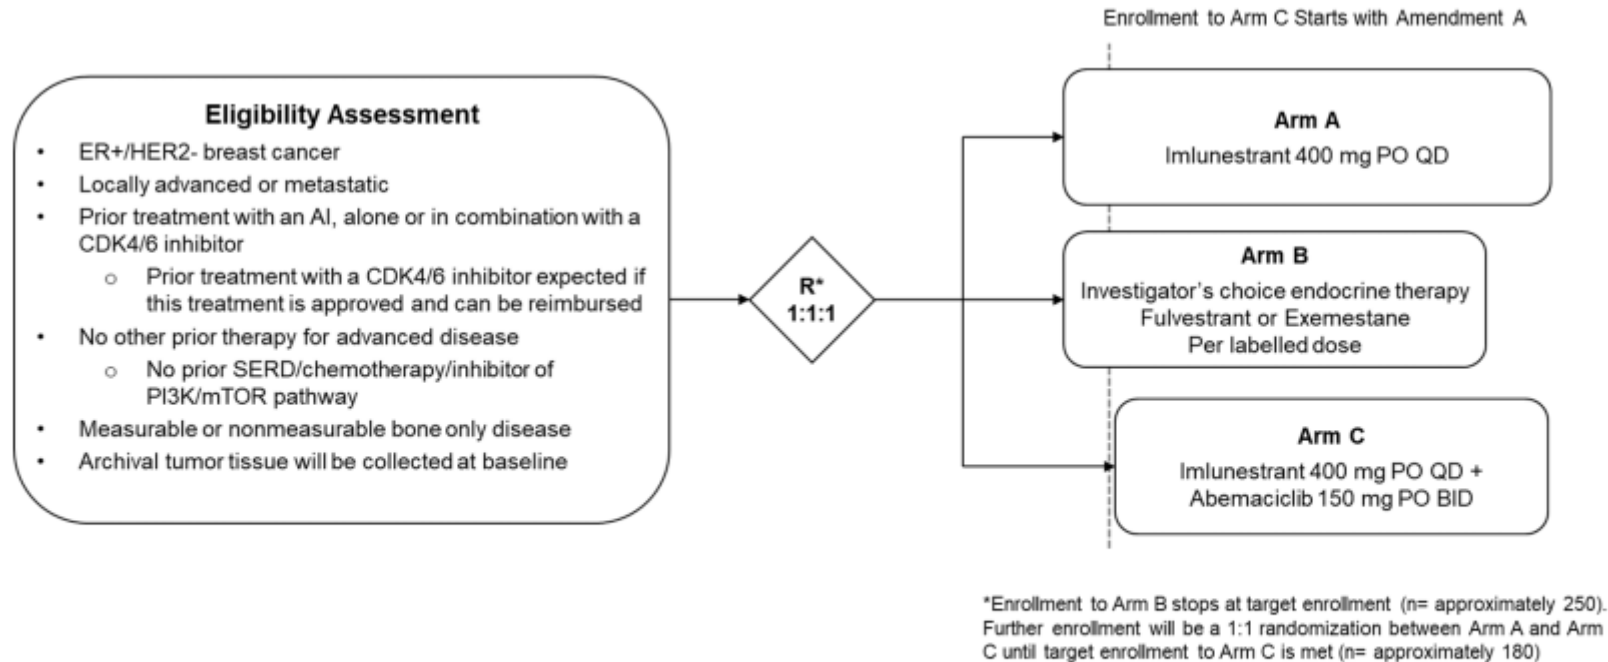 Enrollment to Arm C Starts with Amendment A
Eligibility Assessment
• ER+/HER2- breast cancer
• Locally advanced or metastatic
• Prior treatment with an AI, alone or in combination with a
CDK4/6 inhibitor
o Prior treatment with a CDK4/6 inhibitor expected if
this treatment is approved and can be reimbursed
• No other prior therapy for advanced disease
o No prior SERD/chemotherapy/inhibitor of
PI3K/mTOR pathway
• Measurable or nonmeasurable bone only disease
• Archival tumor tissue will be collected at baseline
R*
1:1:1
Arm A
Imlunestrant 400 mg PO QD
Arm B
Investigator's choice endocrine therapy
Fulvestrant or Exemestane
Per labelled dose
Arm C
Imlunestrant 400 mg PO QD +
Abemaciclib 150 mg PO BID
*Enrollment to Arm B stops at target enrollment (n= approximately 250).
Further enrollment will be a 1:1 randomization between Arm A and Arm
C until target enrollment to Arm C is met (n= approximately 180)